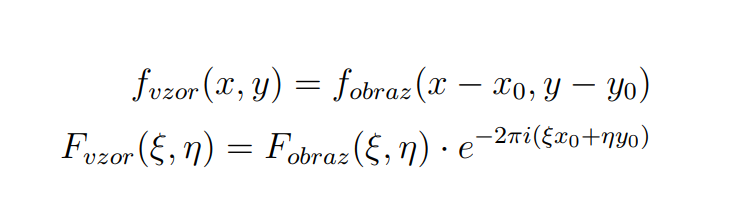 f_{vzor}(x, y) = f_{obraz}(x − x_0, y − y_0)
F_{vzor}(ξ, η) = F_{obraz}(ξ, η) · e^{−2πi(ξx_0+ηy_0)}